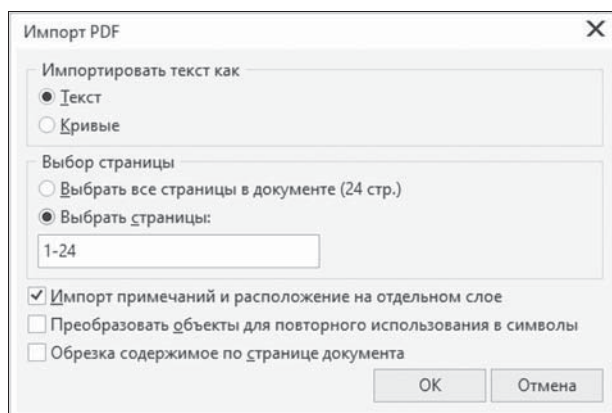 Импорт PDF
Импортировать текст как
Текст
Кривые
Выбор страницы
Выбрать все страницы в документе (24 стр.)
Выбрать страницы:
1-24
Импорт примечаний и расположение на отдельном слое
Преобразовать объекты для повторного использования в символы
Обрезка содержимое по странице документа
ОК Отмена